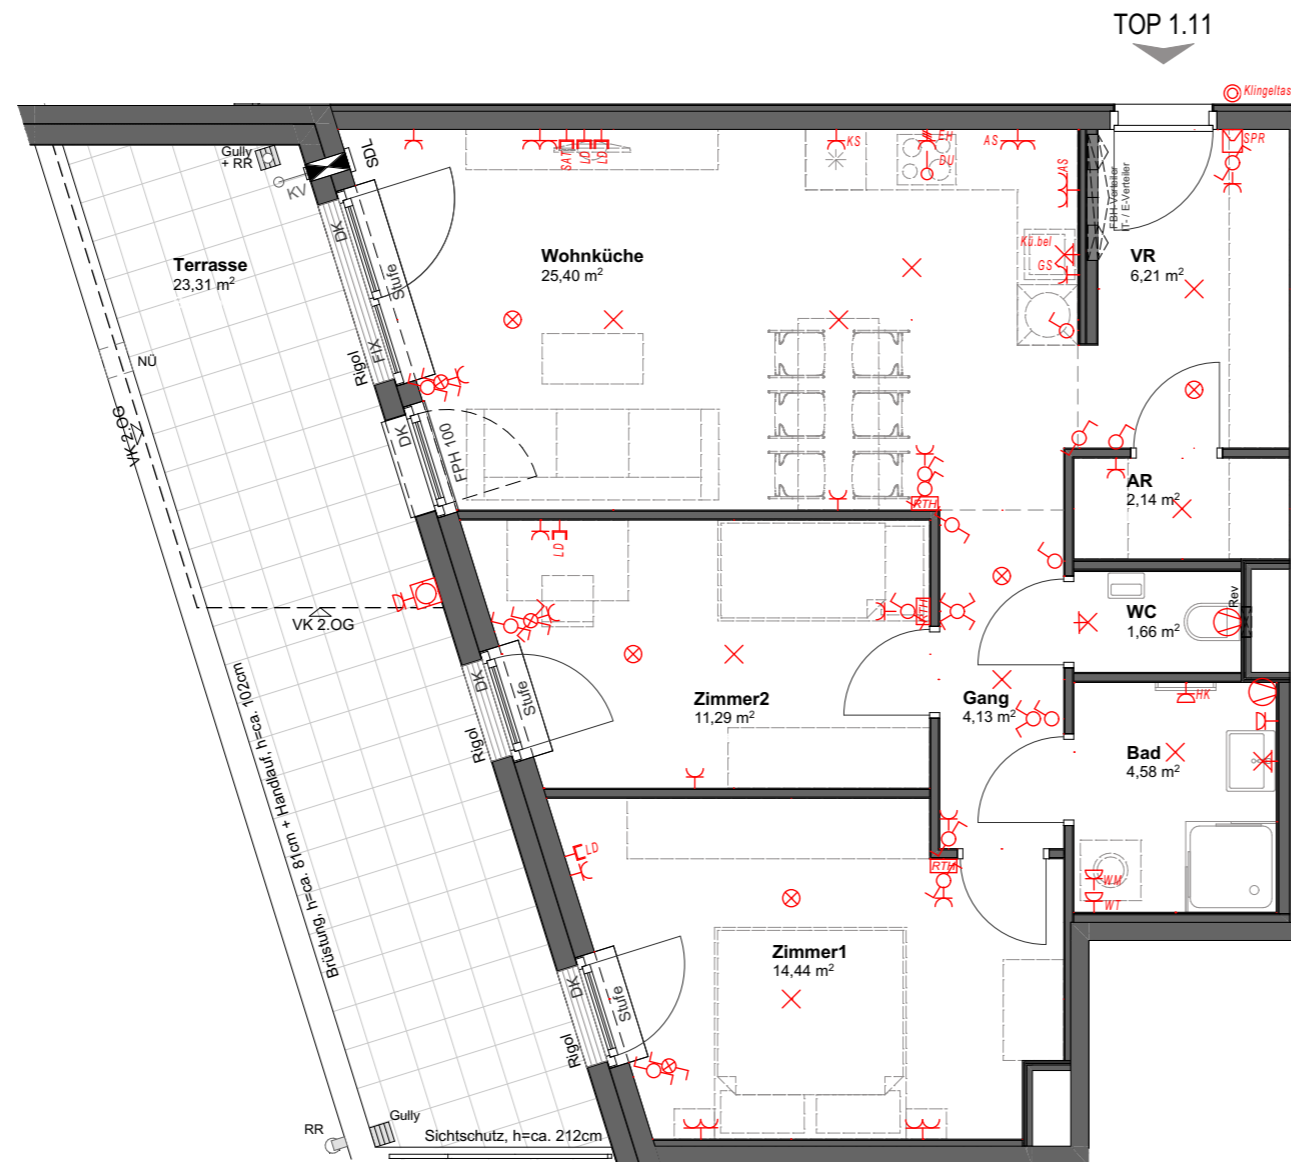 TOP 1.11
Klingeltas
Gully
+ RR
KV
SDL
SAT
LD
LD
KS
EH
DU
AS
AS
FBH-Verteiler
IT- / E-Verteiler
SPR
Terrasse
23,31 m²
DK
Stufe
Wohnküche
25,40 m²
Kü.bel
GS
VR
6,21 m²
NÜ
Rigol
FIX
VK 2.OG
DK
FPH 100
AR
2,14 m²
RTH
LD
VK 2.OG
RTH
WC
1,66 m²
Rev
Brüstung, h=ca. 81cm + Handlauf, h=ca. 102cm
DK
Stufe
Rigol
Zimmer2
11,29 m²
Gang
4,13 m²
HK
Bad
4,58 m²
LD
RTH
WM
WT
Zimmer1
14,44 m²
DK
Stufe
Rigol
Gully
RR
Sichtschutz, h=ca. 212cm